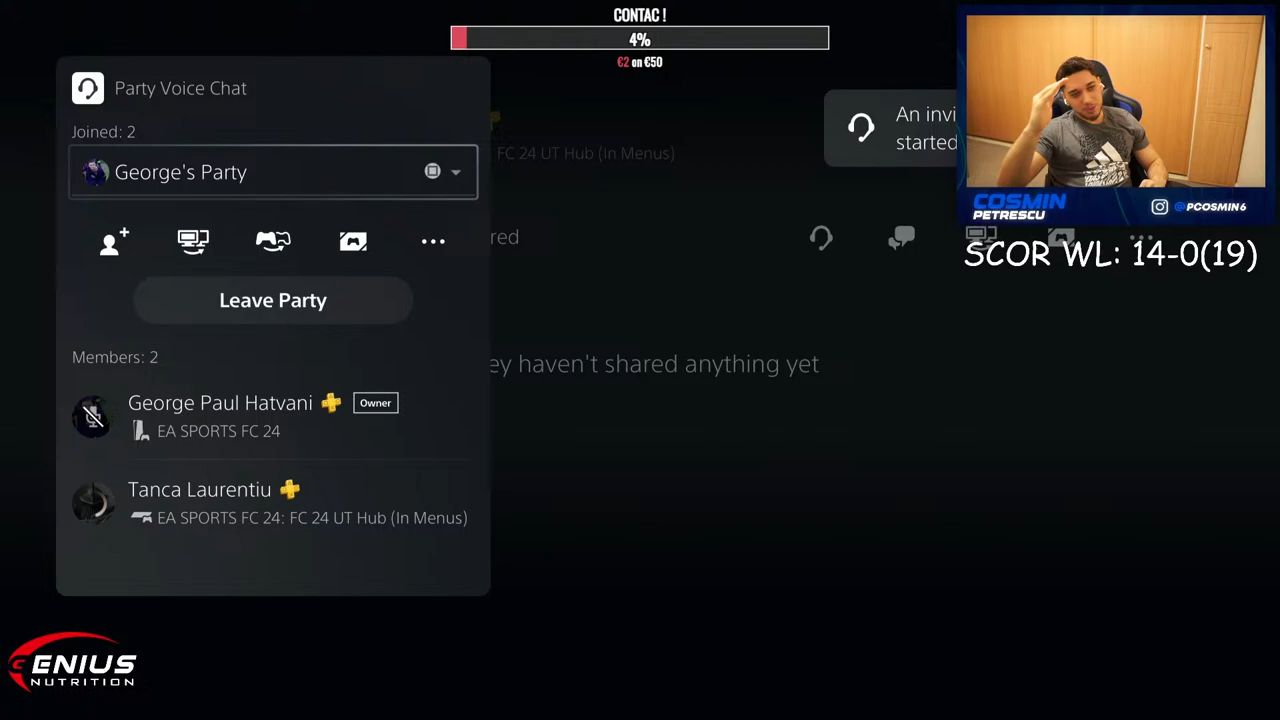 CONTAC !
4%
€2 on €50
Party Voice Chat
Joined: 2
George's Party
Leave Party
Members: 2
George Paul Hatvani
Owner
EA SPORTS FC 24
Tanca Laurentiu
EA SPORTS FC 24: FC 24 UT Hub (In Menus)
FC 24 UT Hub (In Menus)
red
ey haven't shared anything yet
An invi
started
COSMIN
PETRESCU
@PCOSMIN6
SCOR WL: 14-0(19)
GENIUS
NUTRITION